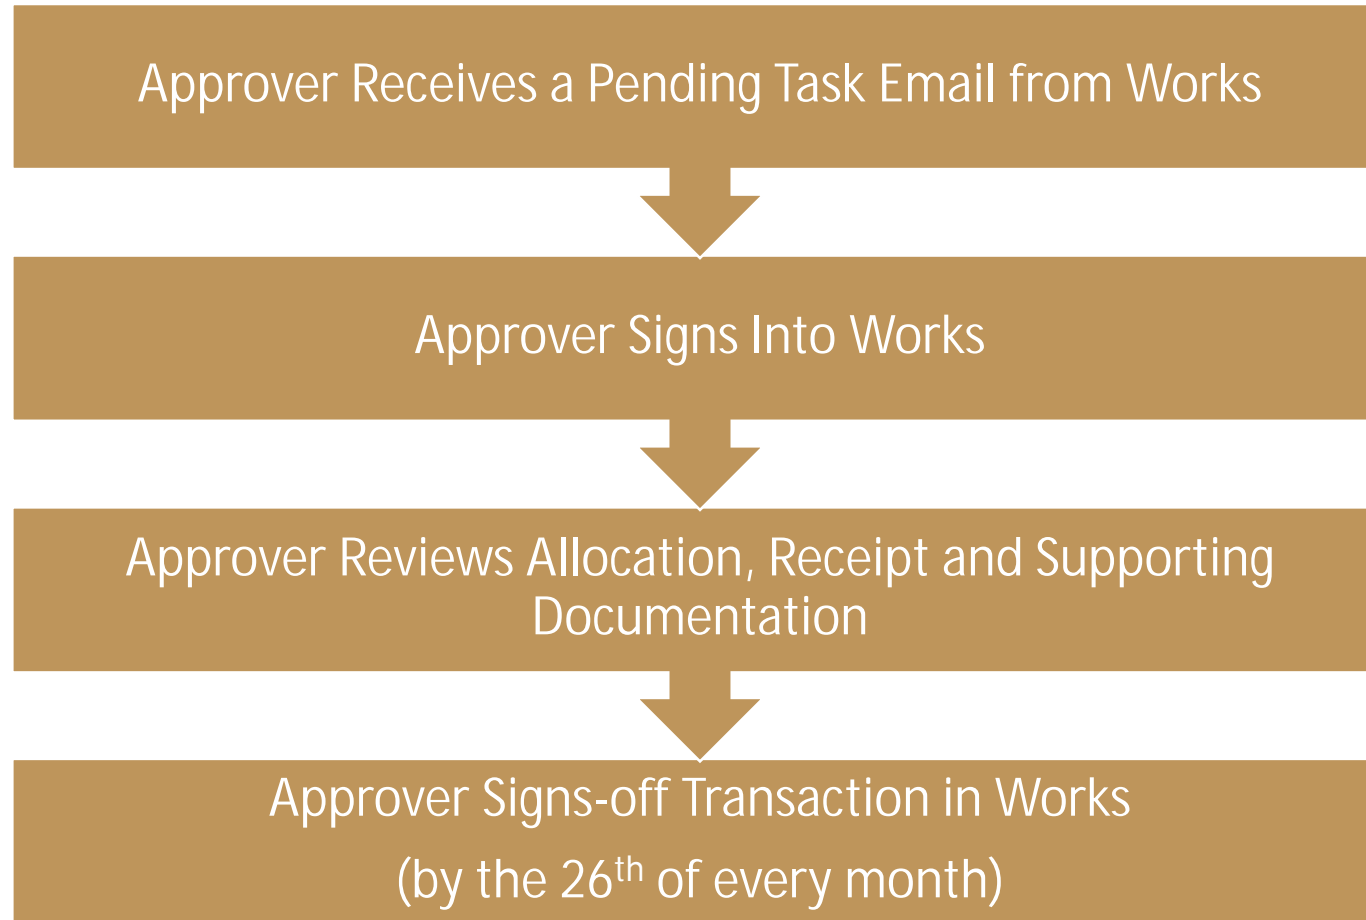 Approver Receives a Pending Task Email from Works
Approver Signs Into Works
Approver Reviews Allocation, Receipt and Supporting
Documentation
Approver Signs-off Transaction in Works
(by the 26th of every month)